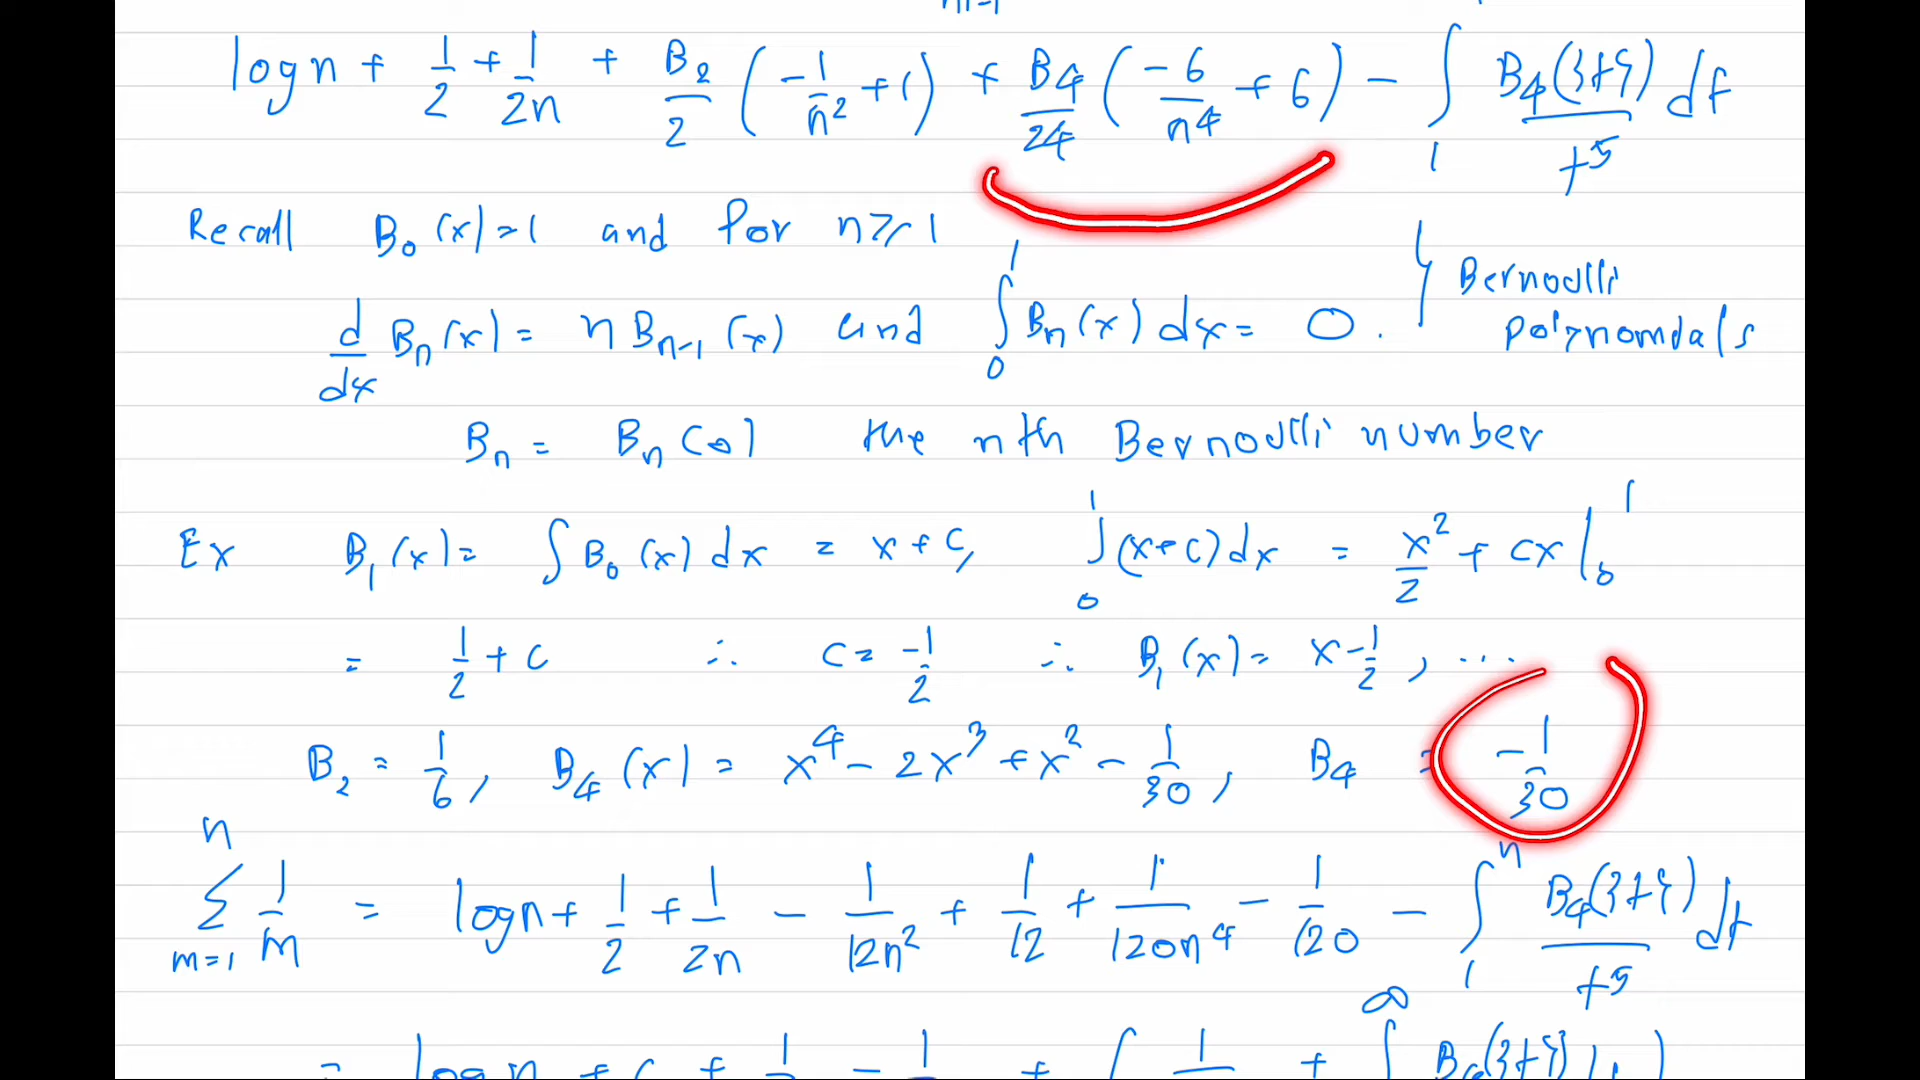 log n + 1/2 + 1/2n + B₂/2 (-1/n² + 1) + B₄/24 (-6/n⁴ + 6) - ∫₁ B₄({t})/t⁵ dt
Recall B₀(x) = 1 and for n ≥ 1
d/dx Bₙ(x) = n Bₙ₋₁(x) and ∫₀¹ Bₙ(x) dx = 0. } Bernoulli polynomials
Bₙ = Bₙ(0) the nth Bernoulli number
Ex B₁(x) = ∫ B₀(x) dx = x + c, ∫₀¹ (x+c) dx = x²/2 + cx |₀¹
= 1/2 + c ∴ c = -1/2 ∴ B₁(x) = x - 1/2, ...
B₂ = 1/6, B₄(x) = x⁴ - 2x³ + x² - 1/30, B₄ = -1/30
∑ₘ₌₁ⁿ 1/m = log n + 1/2 + 1/2n - 1/12n² + 1/12 + 1/120n⁴ - 1/120 - ∫₁ⁿ B₄({t})/t⁵ dt